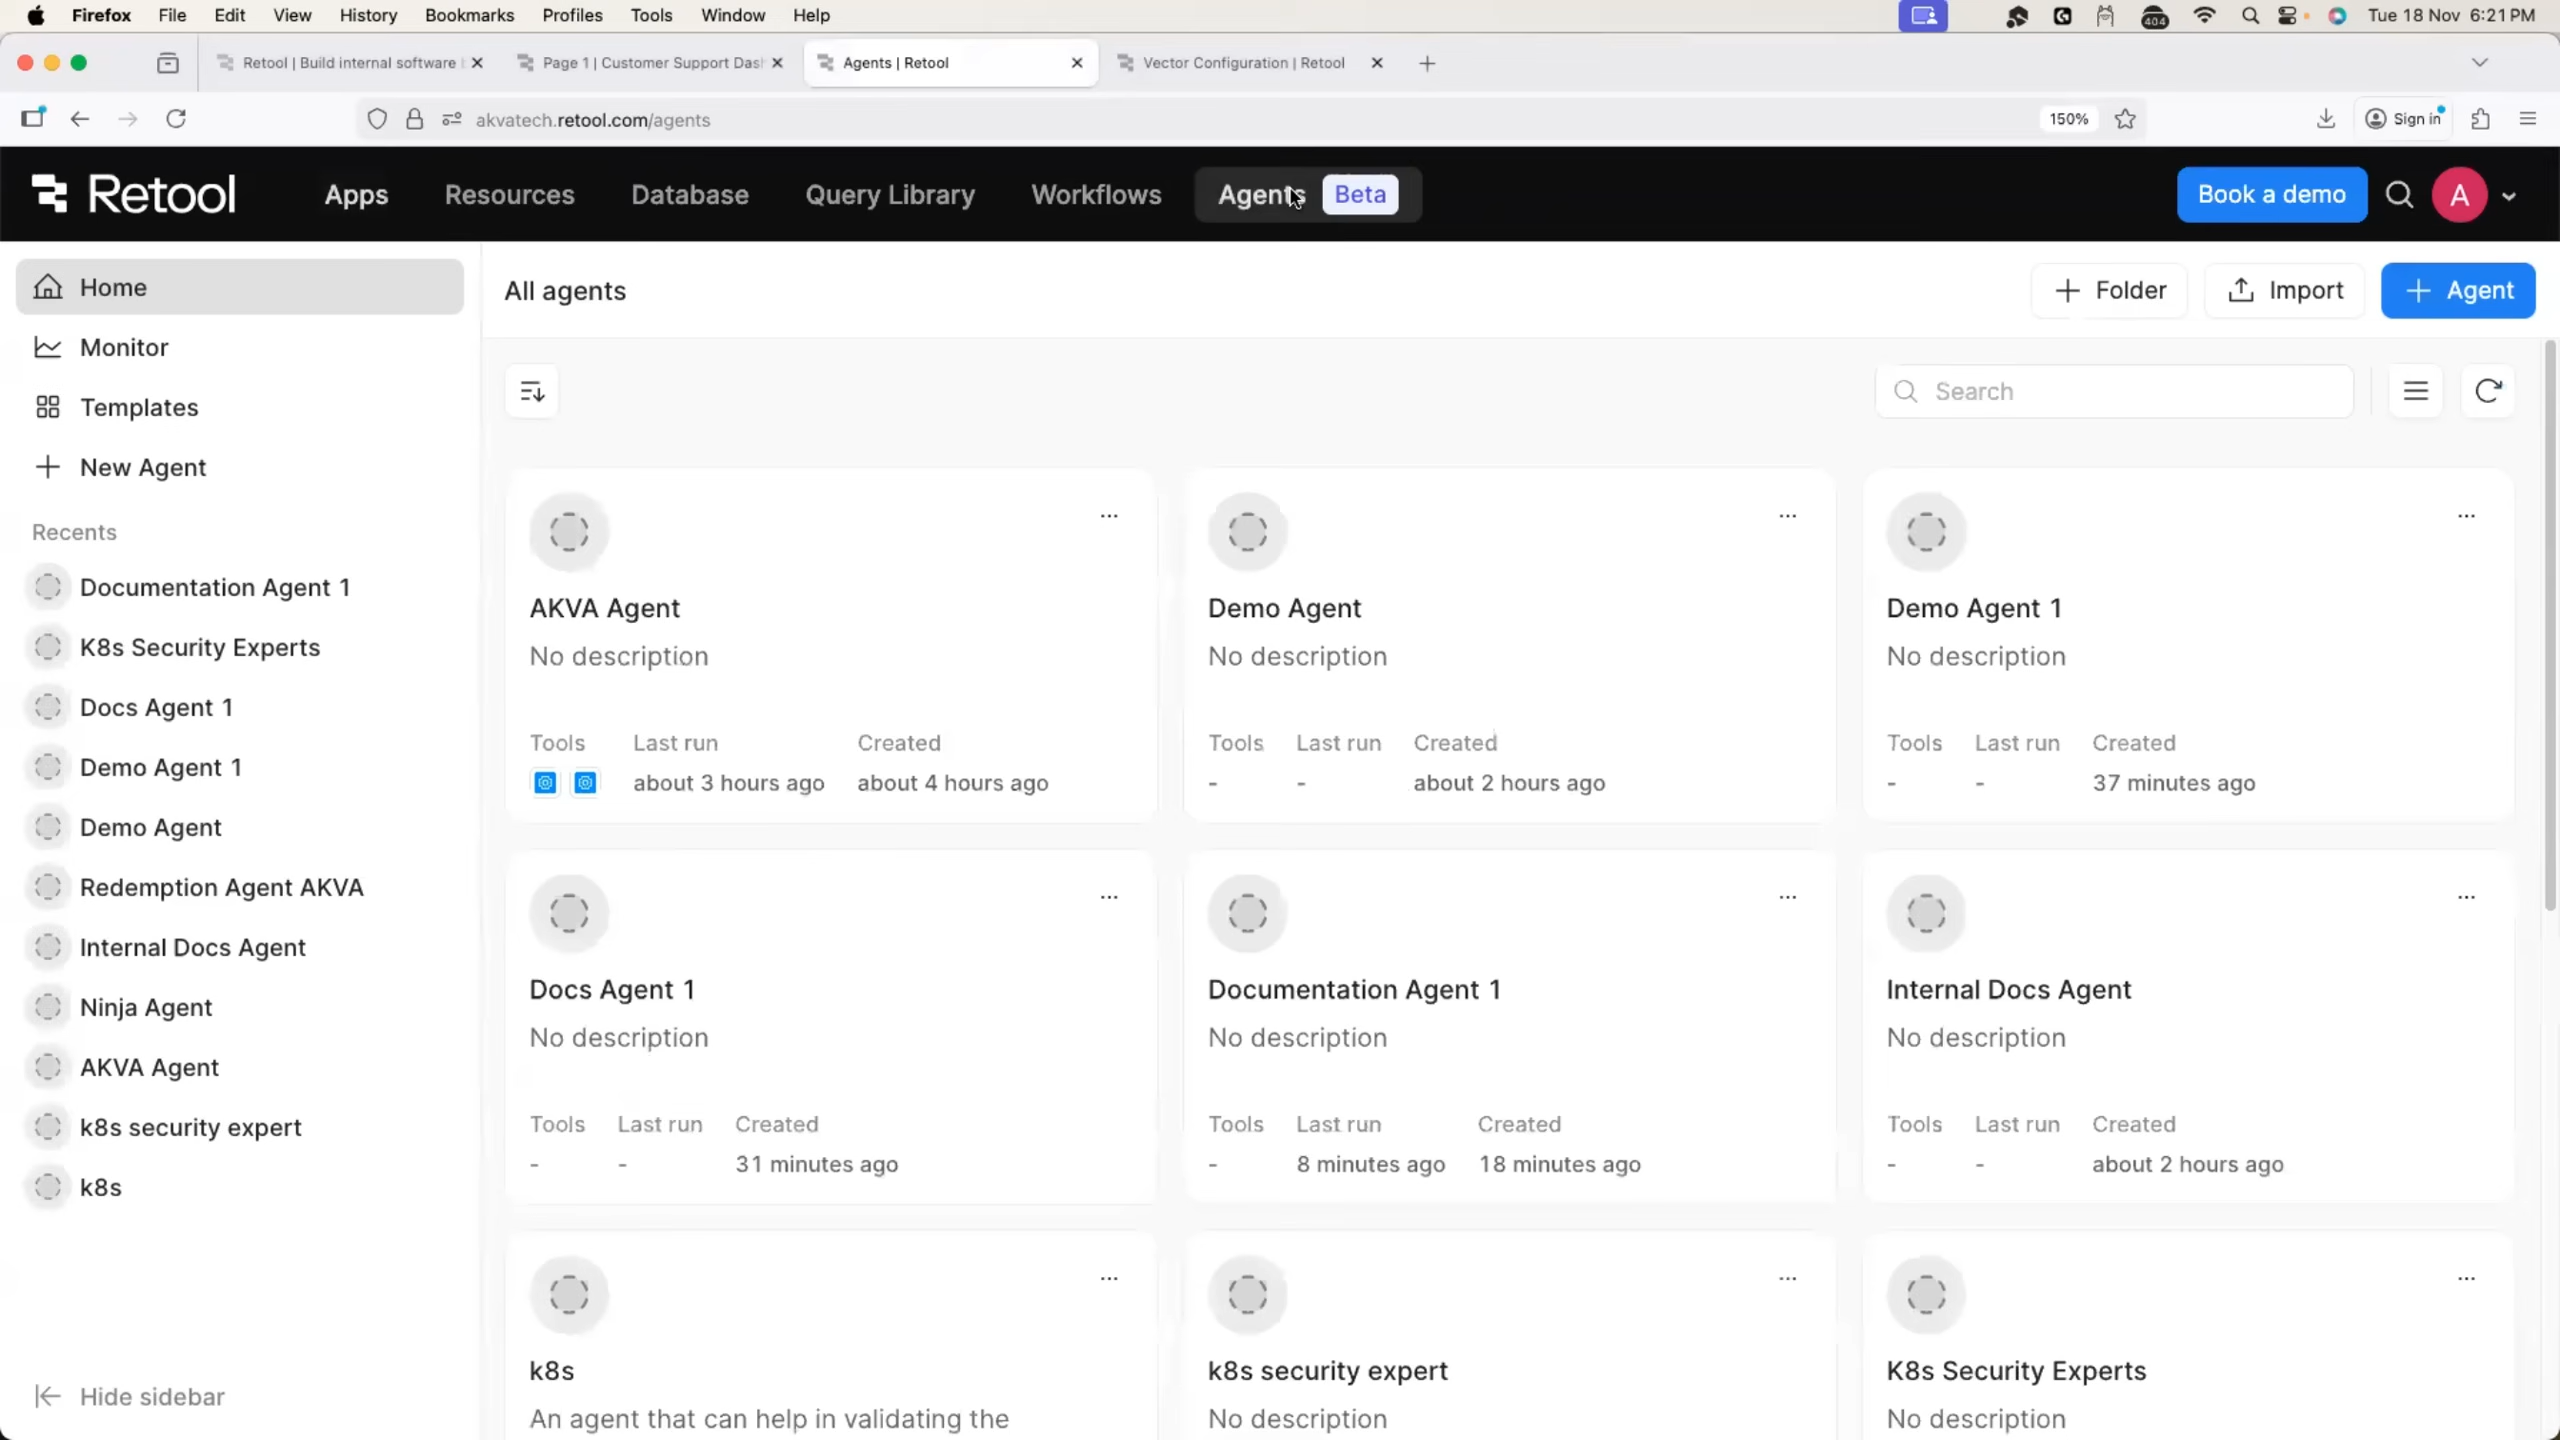 Firefox File Edit View History Bookmarks Profiles Tools Window Help 404 Tue 18 Nov 6:21 PM
Retool | Build internal software Page 1 | Customer Support Das Agents | Retool Vector Configuration | Retool
akvatech.retool.com/agents 150% Sign in
Retool Apps Resources Database Query Library Workflows Agents Beta Book a demo A
Home
Monitor
Templates
New Agent
Recents
Documentation Agent 1
K8s Security Experts
Docs Agent 1
Demo Agent 1
Demo Agent
Redemption Agent AKVA
Internal Docs Agent
Ninja Agent
AKVA Agent
k8s security expert
k8s
Hide sidebar
All agents
Folder Import Agent
Search
AKVA Agent
No description
Tools Last run Created
about 3 hours ago about 4 hours ago
Demo Agent
No description
Tools Last run Created
- - about 2 hours ago
Demo Agent 1
No description
Tools Last run Created
- - 37 minutes ago
Docs Agent 1
No description
Tools Last run Created
- - 31 minutes ago
Documentation Agent 1
No description
Tools Last run Created
- 8 minutes ago 18 minutes ago
Internal Docs Agent
No description
Tools Last run Created
- - about 2 hours ago
k8s
An agent that can help in validating the
k8s security expert
No description
K8s Security Experts
No description